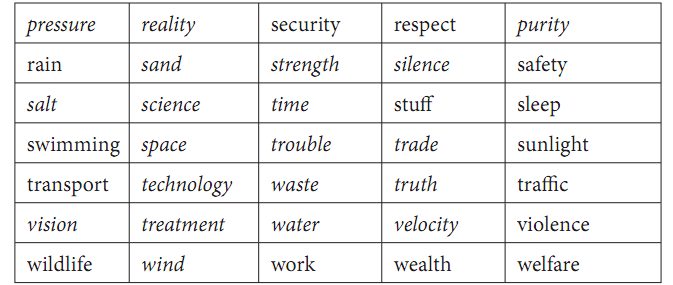 pressure reality security respect purity
rain sand strength silence safety
salt science time stuff sleep
swimming space trouble trade sunlight
transport technology waste truth traffic
vision treatment water velocity violence
wildlife wind work wealth welfare